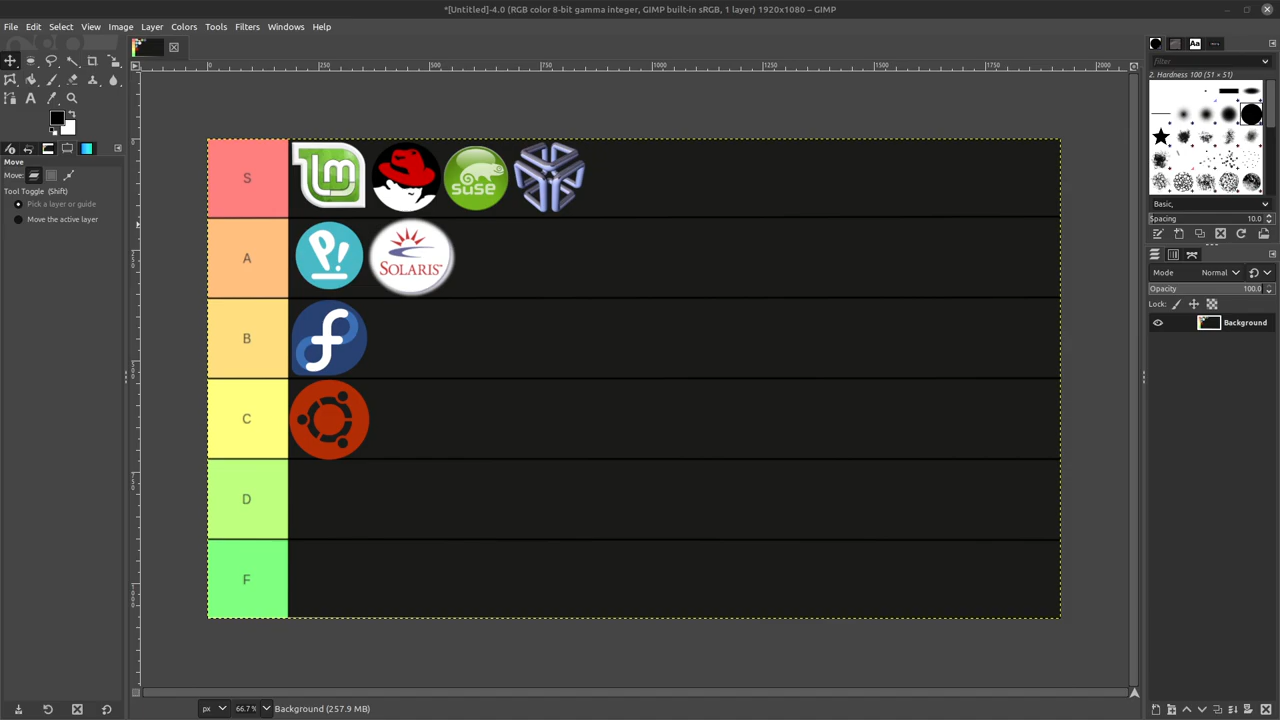 *[Untitled]-4.0 (RGB color 8-bit gamma integer, GIMP built-in sRGB, 1 layer) 1920x1080 – GIMP
File Edit Select View Image Layer Colors Tools Filters Windows Help
0 250 500 750 1000 1250 1500 1750 2000
filter
2. Hardness 100 (51 × 51)
Move
Move:
Tool Toggle (Shift)
Pick a layer or guide
Move the active layer
Basic,
Spacing 10.0
Mode Normal
Opacity 100.0
Lock:
Background
S
lm
suse
A
P!
SOLARIS™
B
f
C
D
F
px 66.7 % Background (257.9 MB)